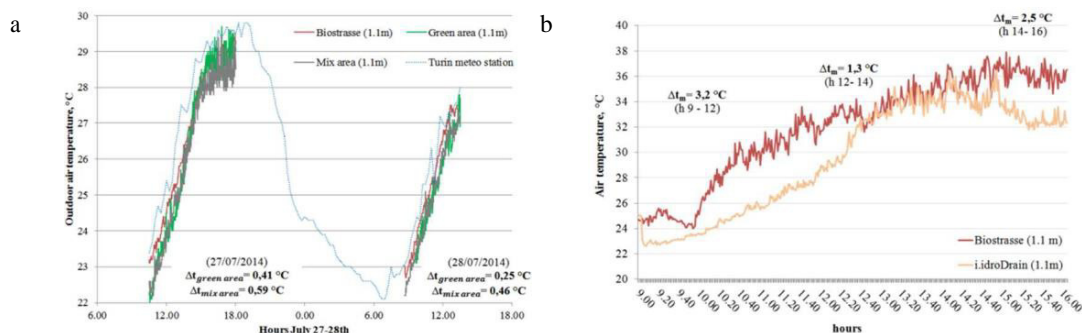 a
30
29
28
27
26
25
24
23
22
Outdoor air temperature, °C
Biostrasse (1.1m)
Green area (1.1m)
Mix area (1.1m)
Turin meteo station
(27/07/2014)
Δtgreen area= 0,41 °C
Δtmix area= 0,59 °C
(28/07/2014)
Δtgreen area= 0,25 °C
Δtmix area= 0,46 °C
6.00 12.00 18.00 0.00 6.00 12.00 18.00
Hours July 27-28th
b
40
38
36
34
32
30
28
26
24
22
20
Air temperature, °C
Δtm= 3,2 °C
(h 9 - 12)
Δtm= 1,3 °C
(h 12- 14)
Δtm= 2,5 °C
(h 14- 16)
Biostrasse (1.1 m)
i.idroDrain (1.1m)
9.00 9.20 9.40 10.00 10.20 10.40 11.00 11.20 11.40 12.00 12.20 12.40 13.00 13.20 13.40 14.00 14.20 14.40 15.00 15.20 15.40 16.00
hours